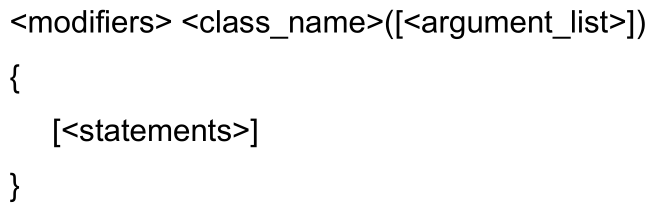 <modifiers> <class_name>([<argument_list>])
{
[<statements>]
}